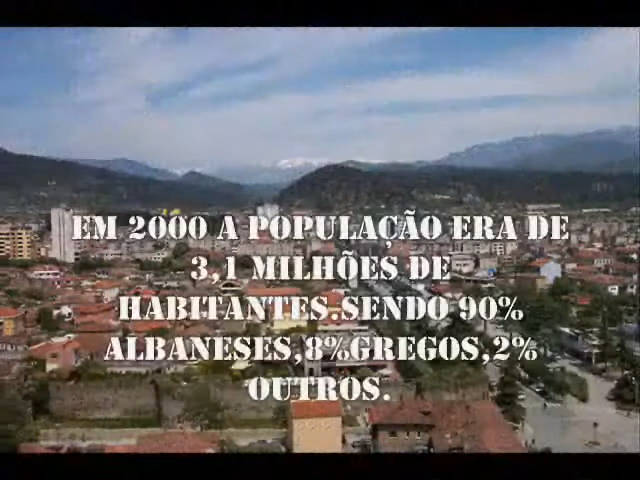 EM 2000 A POPULAÇÃO ERA DE
3,1 MILHÕES DE
HABITANTES.SENDO 90%
ALBANESES,8%GREGOS,2%
OUTROS.